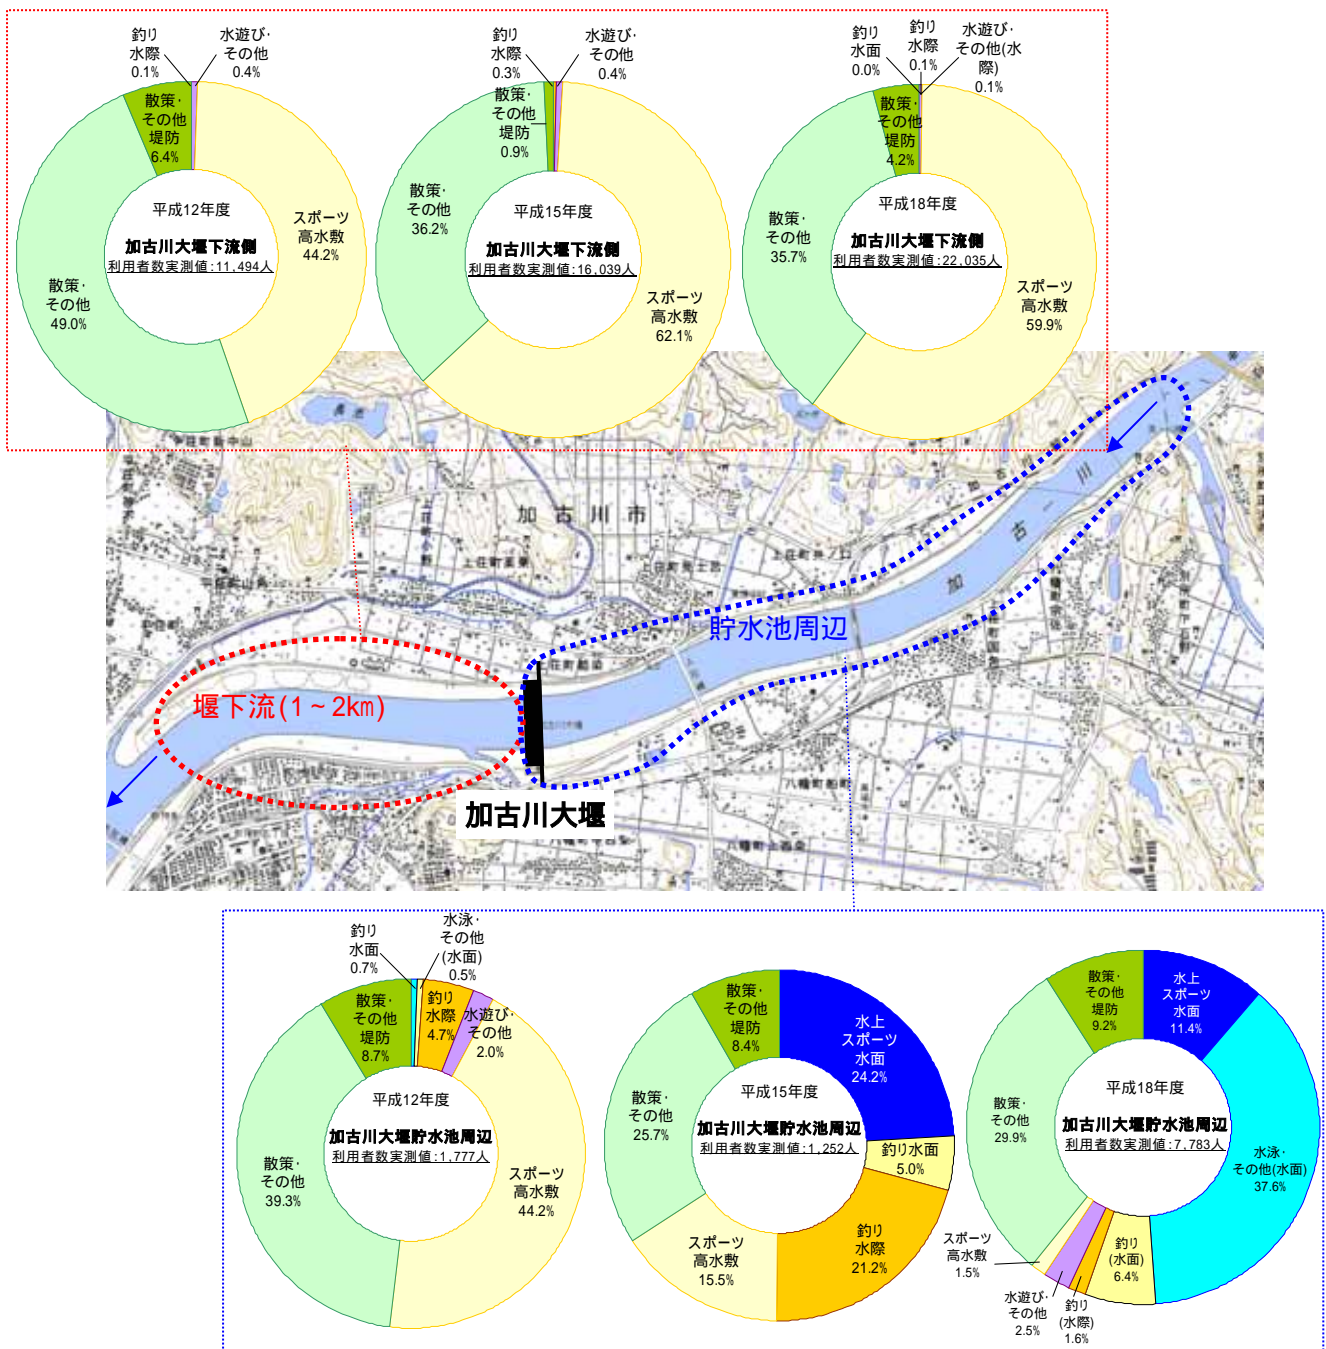 釣り
水際
0.1%
水遊び・
その他
0.4%
散策・
その他
堤防
6.4%
スポーツ
高水敷
44.2%
散策・
その他
49.0%
平成12年度
加古川大堰下流側
利用者数実測値:11,494人
釣り
水際
0.3%
水遊び・
その他
0.4%
散策・
その他
堤防
0.9%
散策・
その他
36.2%
スポーツ
高水敷
62.1%
平成15年度
加古川大堰下流側
利用者数実測値:16,039人
釣り
水面
0.0%
釣り
水際
0.1%
水遊び・
その他(水
際)
0.1%
散策・
その他
堤防
4.2%
散策・
その他
35.7%
スポーツ
高水敷
59.9%
平成18年度
加古川大堰下流側
利用者数実測値:22,035人
加古川市
加古川
貯水池周辺
堰下流(1～2km)
加古川大堰
釣り
水面
0.7%
水泳・
その他
(水面)
0.5%
散策・
その他
堤防
8.7%
釣り
水際
4.7%
水遊び・
その他
2.0%
散策・
その他
39.3%
スポーツ
高水敷
44.2%
平成12年度
加古川大堰貯水池周辺
利用者数実測値:1,777人
散策・
その他
堤防
8.4%
水上
スポーツ
水面
24.2%
釣り水面
5.0%
釣り
水際
21.2%
スポーツ
高水敷
15.5%
散策・
その他
25.7%
平成15年度
加古川大堰貯水池周辺
利用者数実測値:1,252人
散策・
その他
堤防
9.2%
水上
スポーツ
水面
11.4%
水泳・
その他(水面)
37.6%
釣り
(水面)
6.4%
釣り
(水際)
1.6%
水遊び・
その他
2.5%
スポーツ
高水敷
1.5%
散策・
その他
29.9%
平成18年度
加古川大堰貯水池周辺
利用者数実測値:7,783人